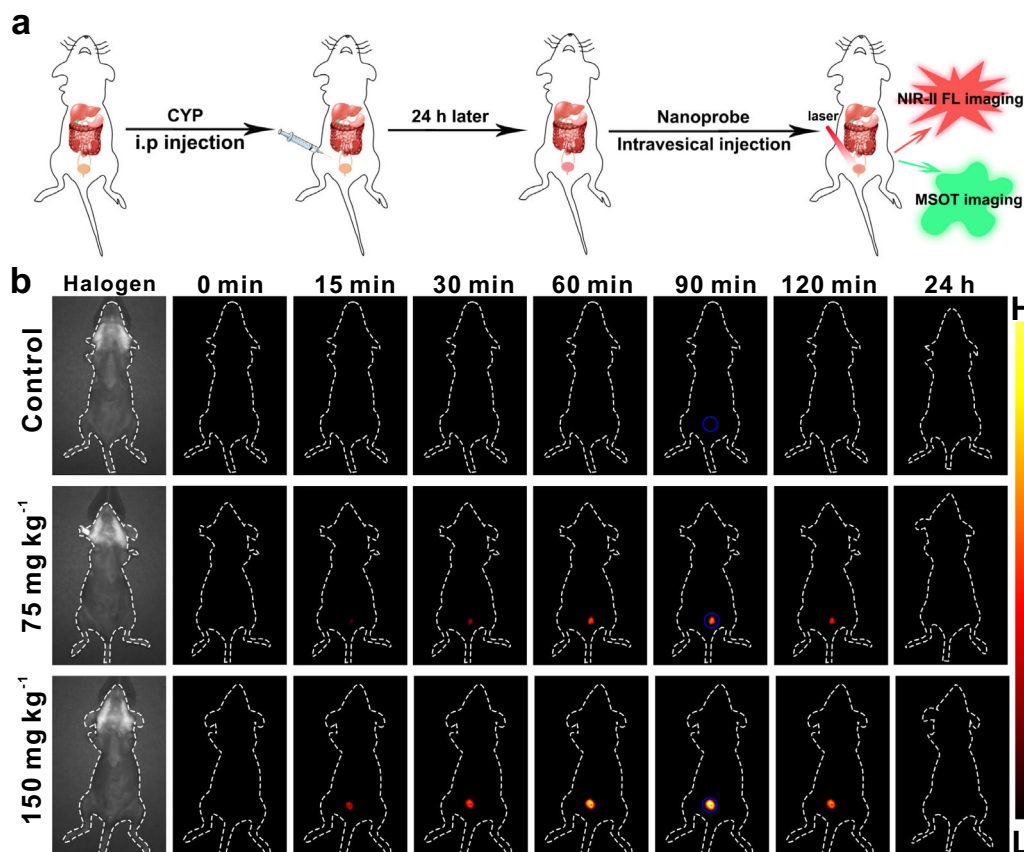 a
CYP
i.p injection
24 h later
Nanoprobe
Intravesical injection
laser
NIR-II FL imaging
MSOT imaging
b
Halogen
0 min
15 min
30 min
60 min
90 min
120 min
24 h
H
Control
75 mg kg⁻¹
150 mg kg⁻¹
L